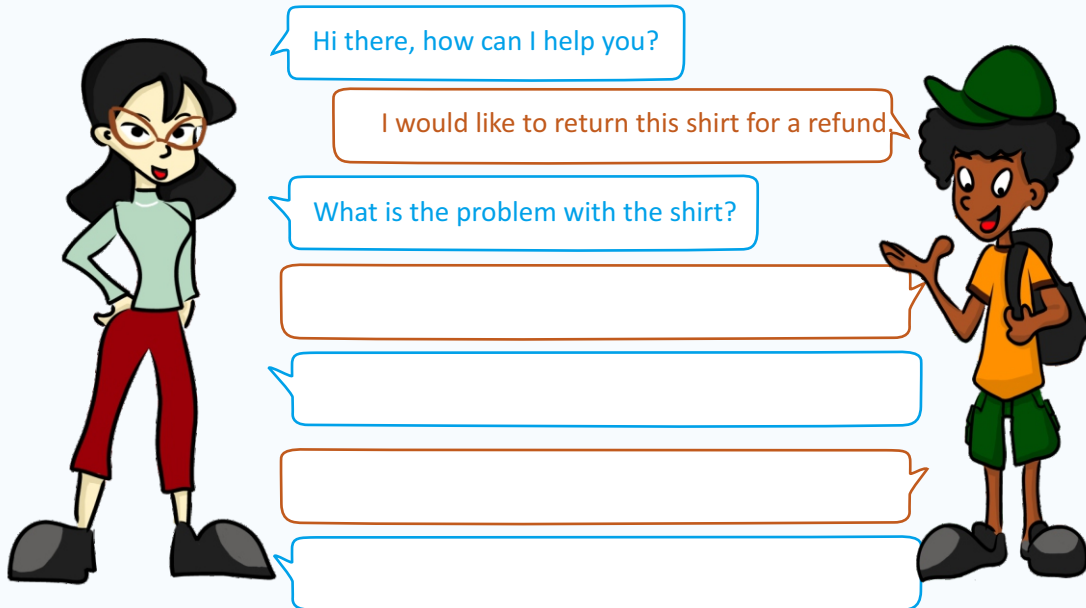 Hi there, how can I help you?
I would like to return this shirt for a refund.
What is the problem with the shirt?